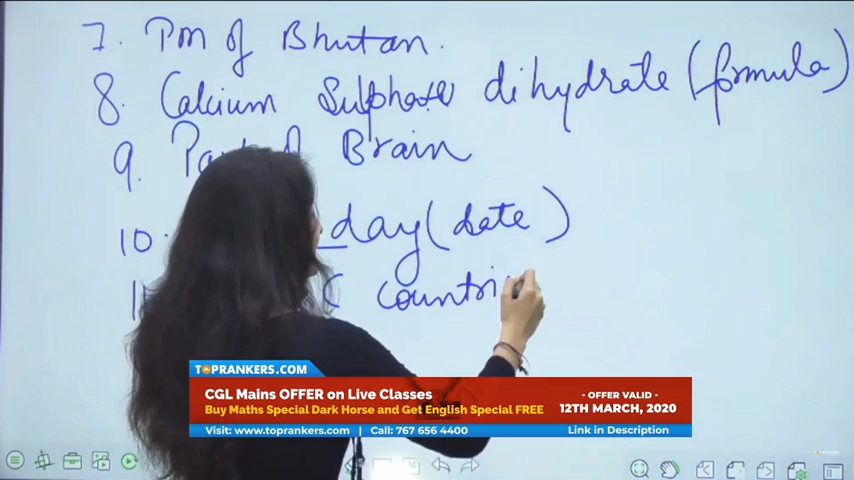 7. Pm of Bhutan.
8. Calcium Sulphate dihydrate (formula)
9. of Brain
10. day (date)
countri
TOPRANKERS.COM
CGL Mains OFFER on Live Classes
Buy Maths Special Dark Horse and Get English Special FREE
- OFFER VALID -
12TH MARCH, 2020
Visit: www.toprankers.com | Call: 767 656 4400 Link in Description